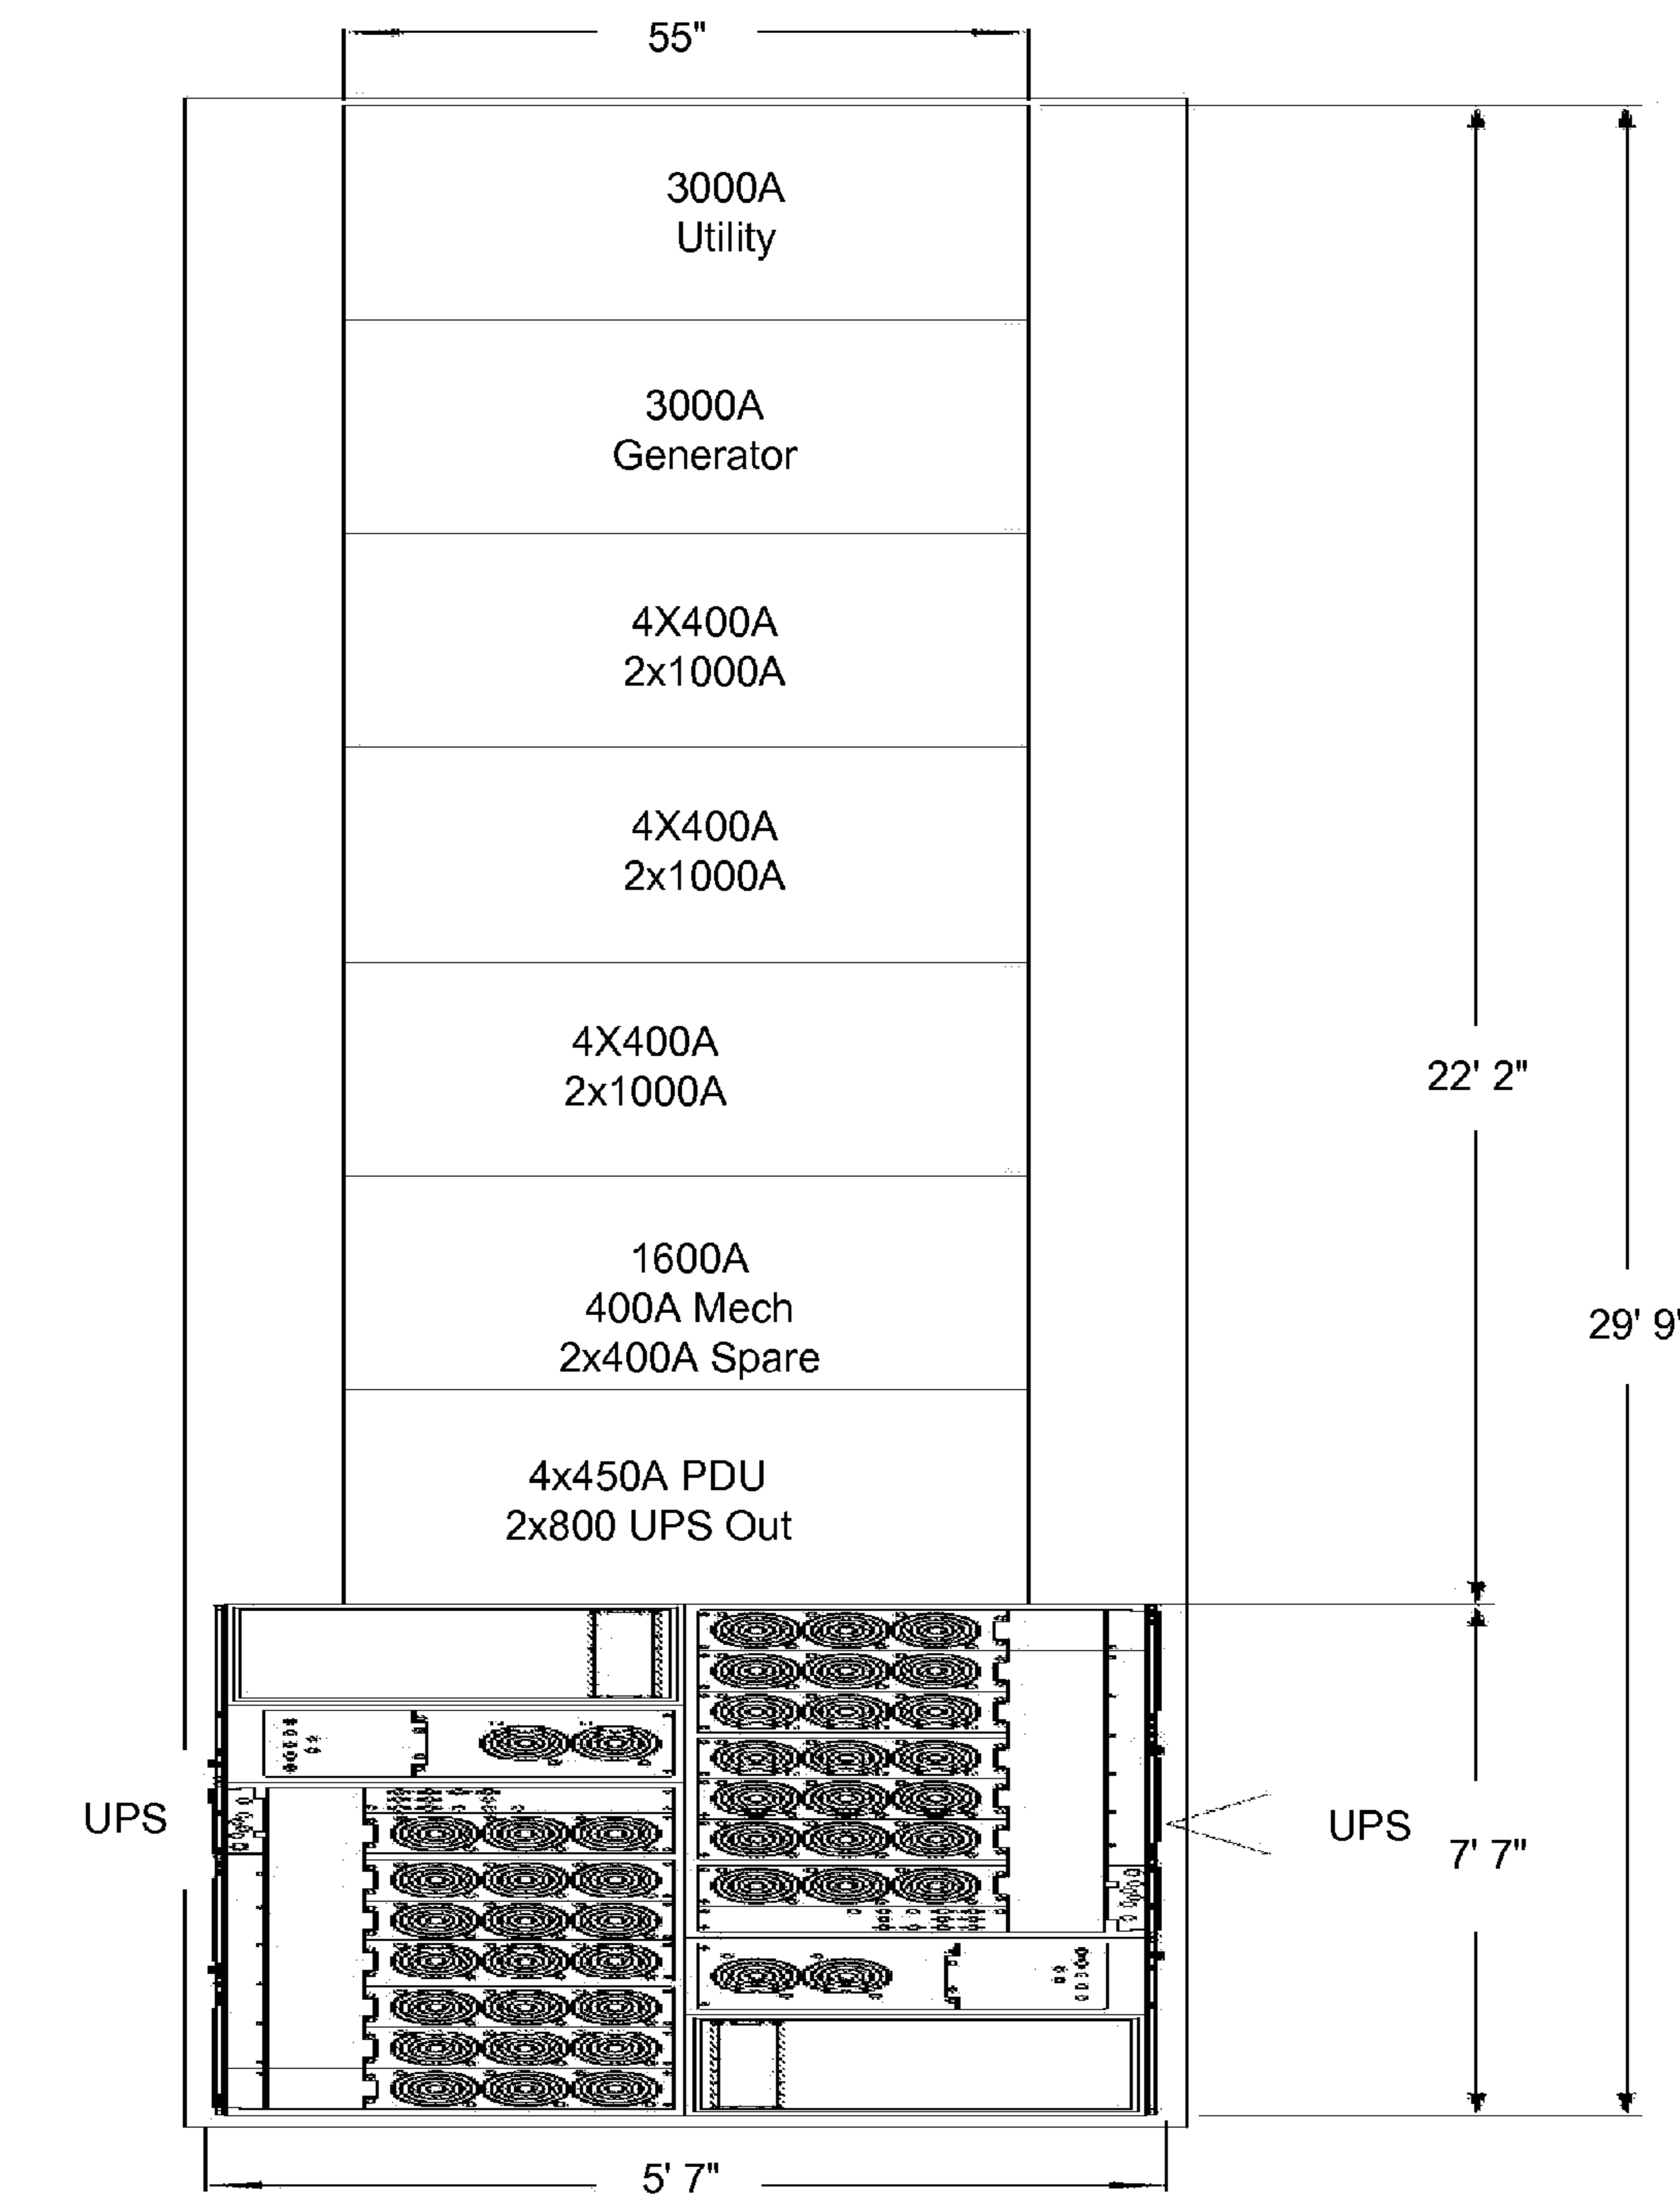 55"
3000A
Utility
3000A
Generator
4X400A
2x1000A
4X400A
2x1000A
4X400A
2x1000A
22' 2"
1600A
400A Mech
2x400A Spare
29' 9'
4x450A PDU
2x800 UPS Out
UPS
UPS
7' 7"
5' 7"